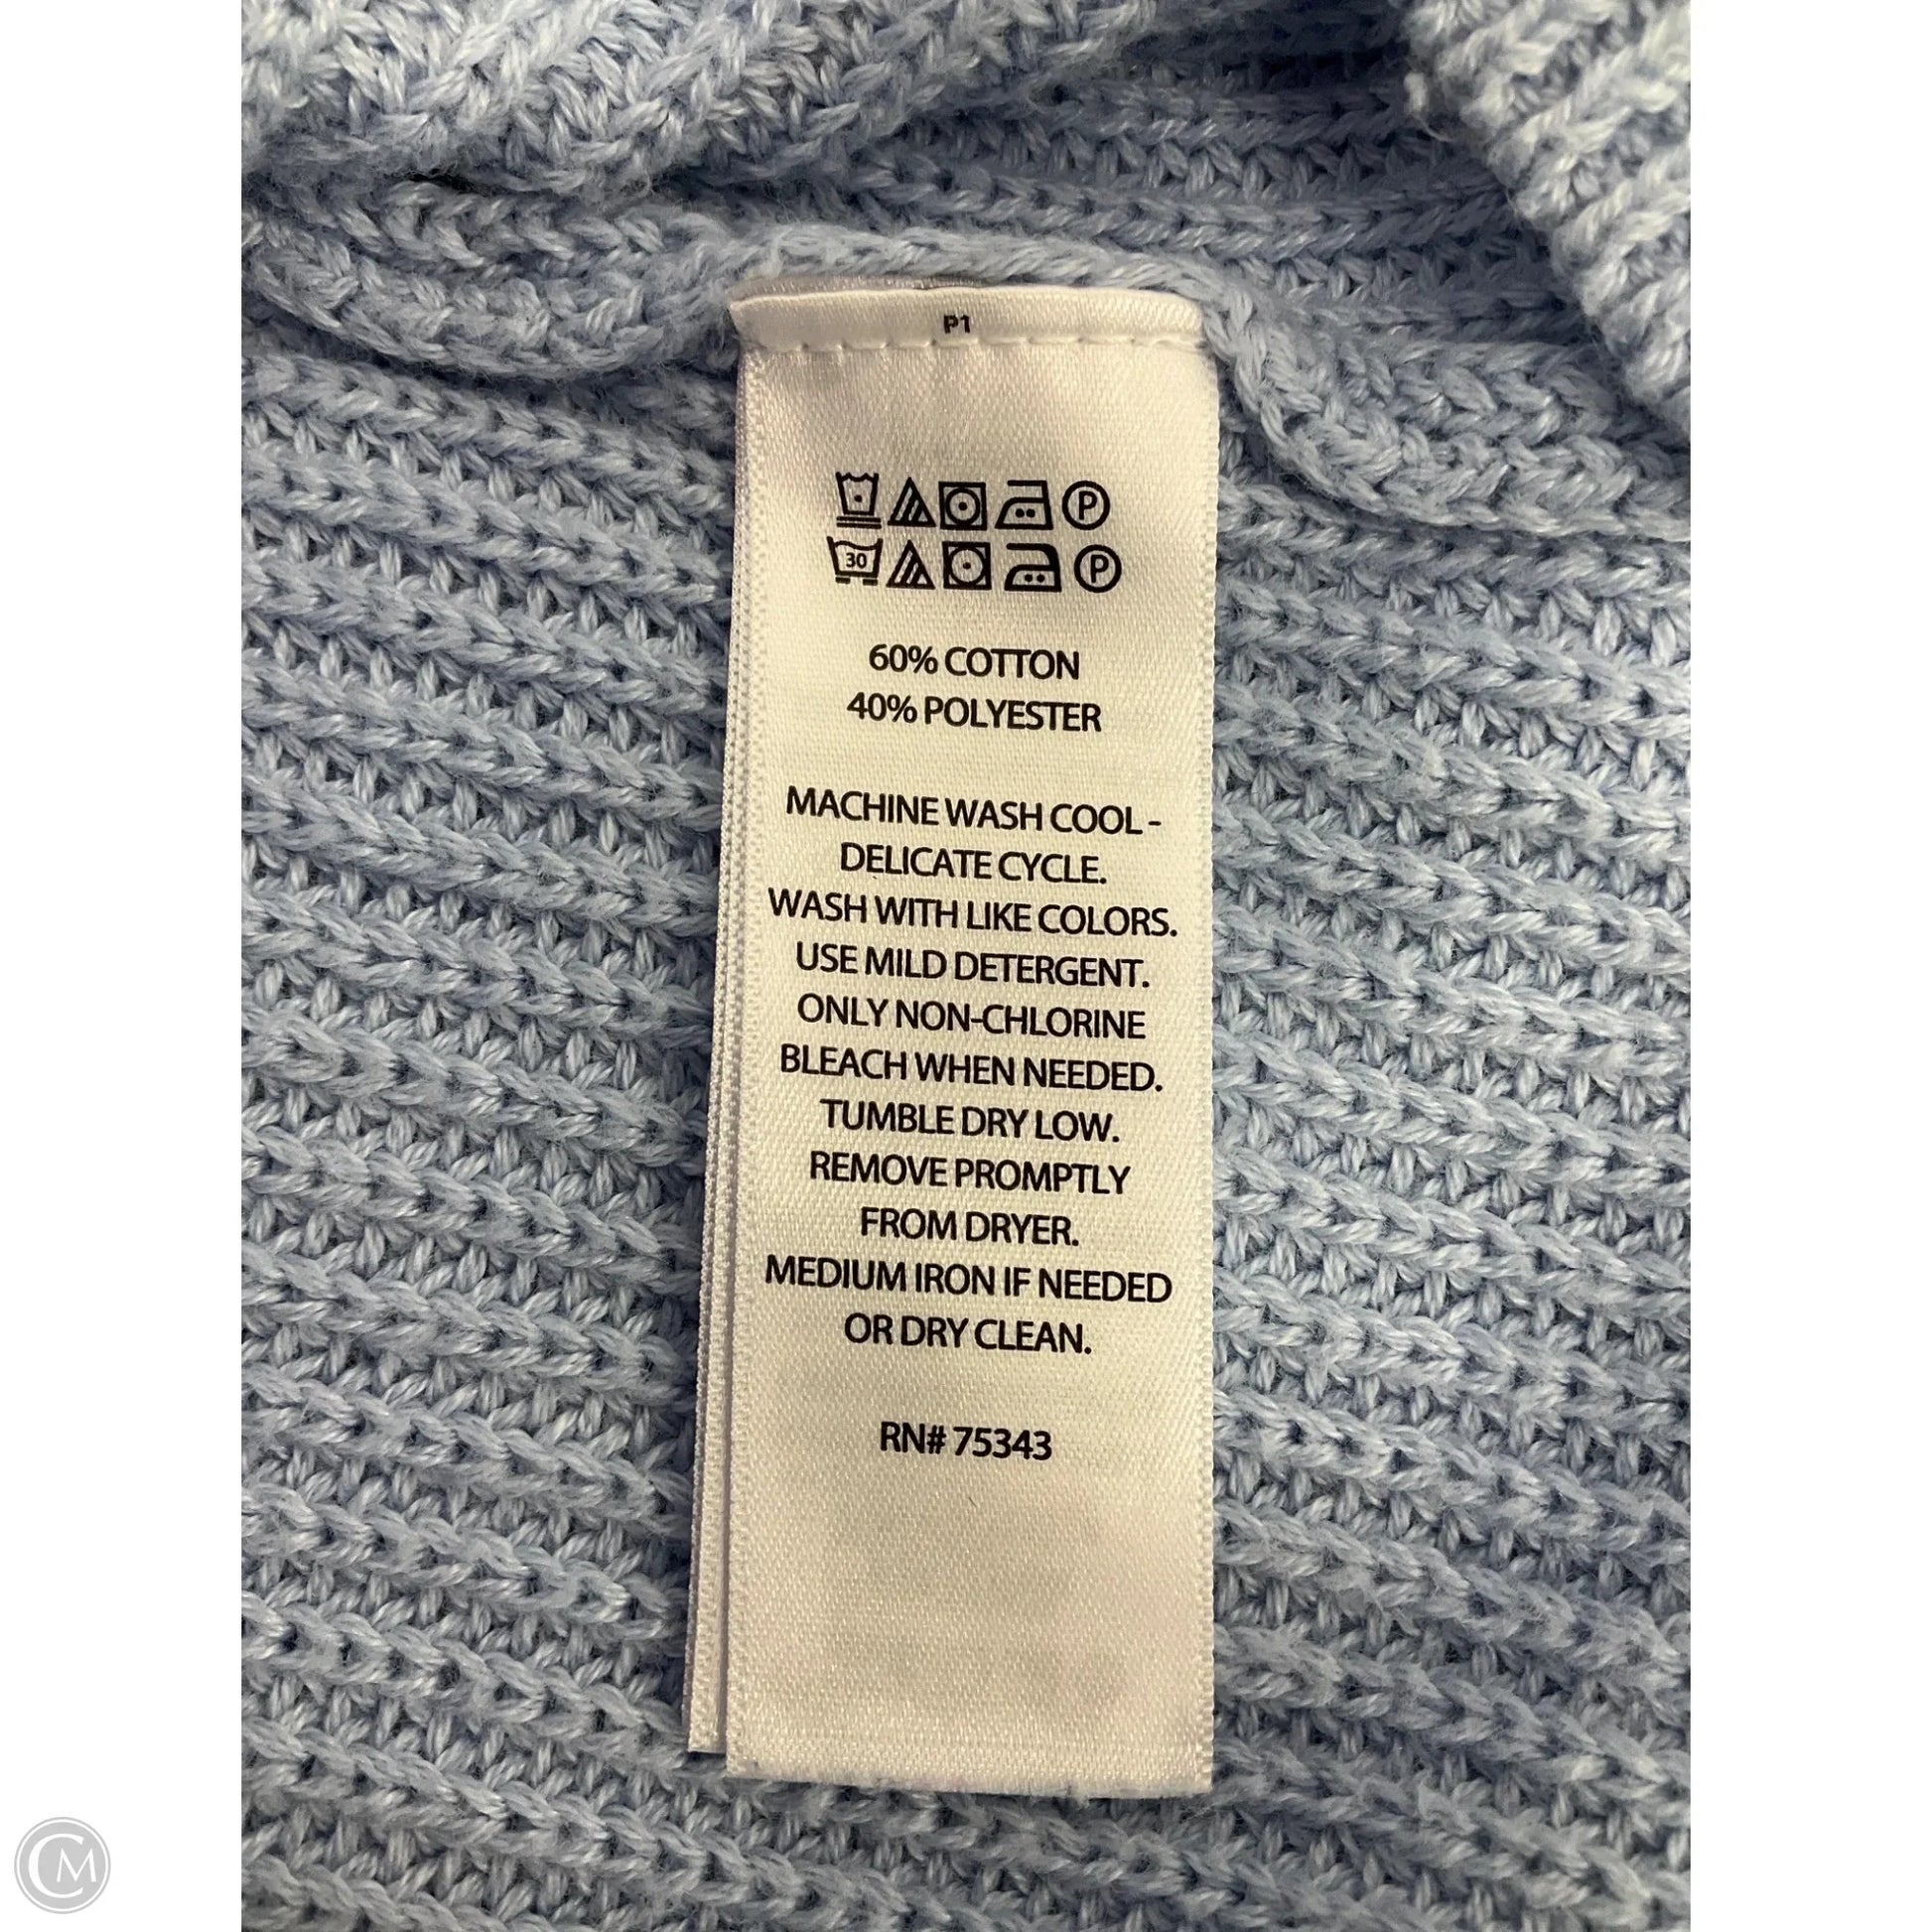 P1
P
30 P
60% COTTON
40% POLYESTER
MACHINE WASH COOL -
DELICATE CYCLE.
WASH WITH LIKE COLORS.
USE MILD DETERGENT.
ONLY NON-CHLORINE
BLEACH WHEN NEEDED.
TUMBLE DRY LOW.
REMOVE PROMPTLY
FROM DRYER.
MEDIUM IRON IF NEEDED
OR DRY CLEAN.
RN# 75343
CM